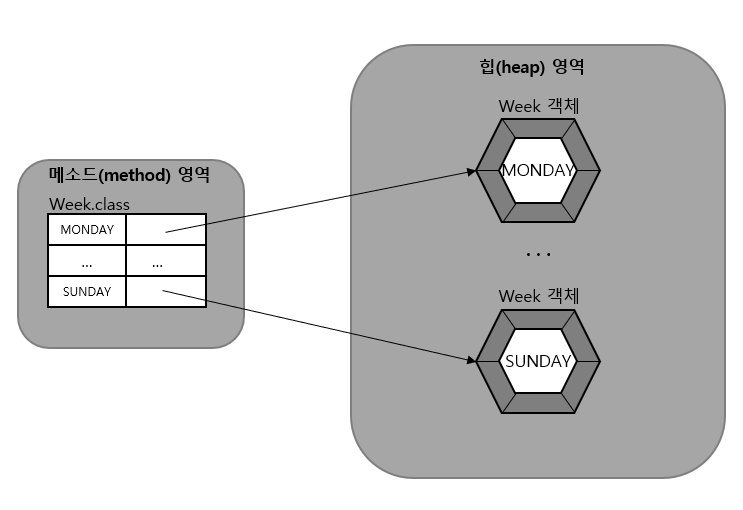 힙(heap) 영역
Week 객체
MONDAY
...
Week 객체
SUNDAY
메소드(method) 영역
Week.class
MONDAY
... ...
SUNDAY